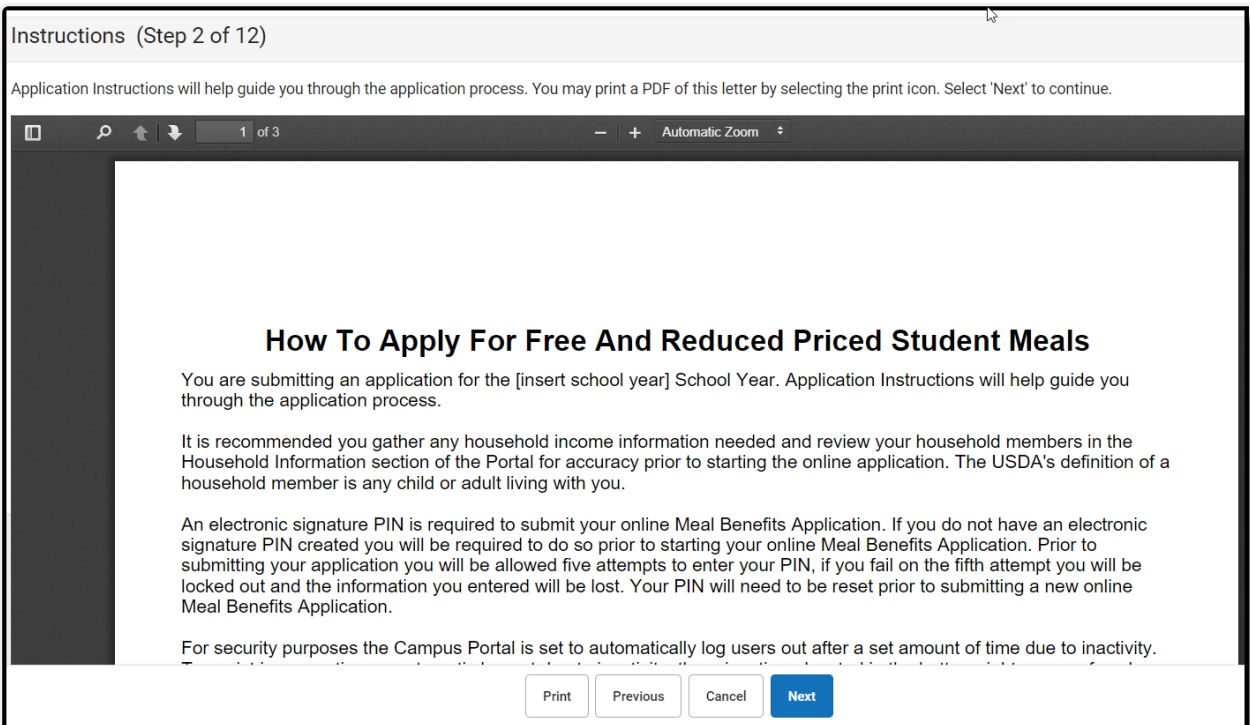 Instructions (Step 2 of 12)
Application Instructions will help guide you through the application process. You may print a PDF of this letter by selecting the print icon. Select 'Next' to continue.
1 of 3
Automatic Zoom
How To Apply For Free And Reduced Priced Student Meals
You are submitting an application for the [insert school year] School Year. Application Instructions will help guide you
through the application process.
It is recommended you gather any household income information needed and review your household members in the
Household Information section of the Portal for accuracy prior to starting the online application. The USDA's definition of a
household member is any child or adult living with you.
An electronic signature PIN is required to submit your online Meal Benefits Application. If you do not have an electronic
signature PIN created you will be required to do so prior to starting your online Meal Benefits Application. Prior to
submitting your application you will be allowed five attempts to enter your PIN, if you fail on the fifth attempt you will be
locked out and the information you entered will be lost. Your PIN will need to be reset prior to submitting a new online
Meal Benefits Application.
For security purposes the Campus Portal is set to automatically log users out after a set amount of time due to inactivity.
Print Previous Cancel Next